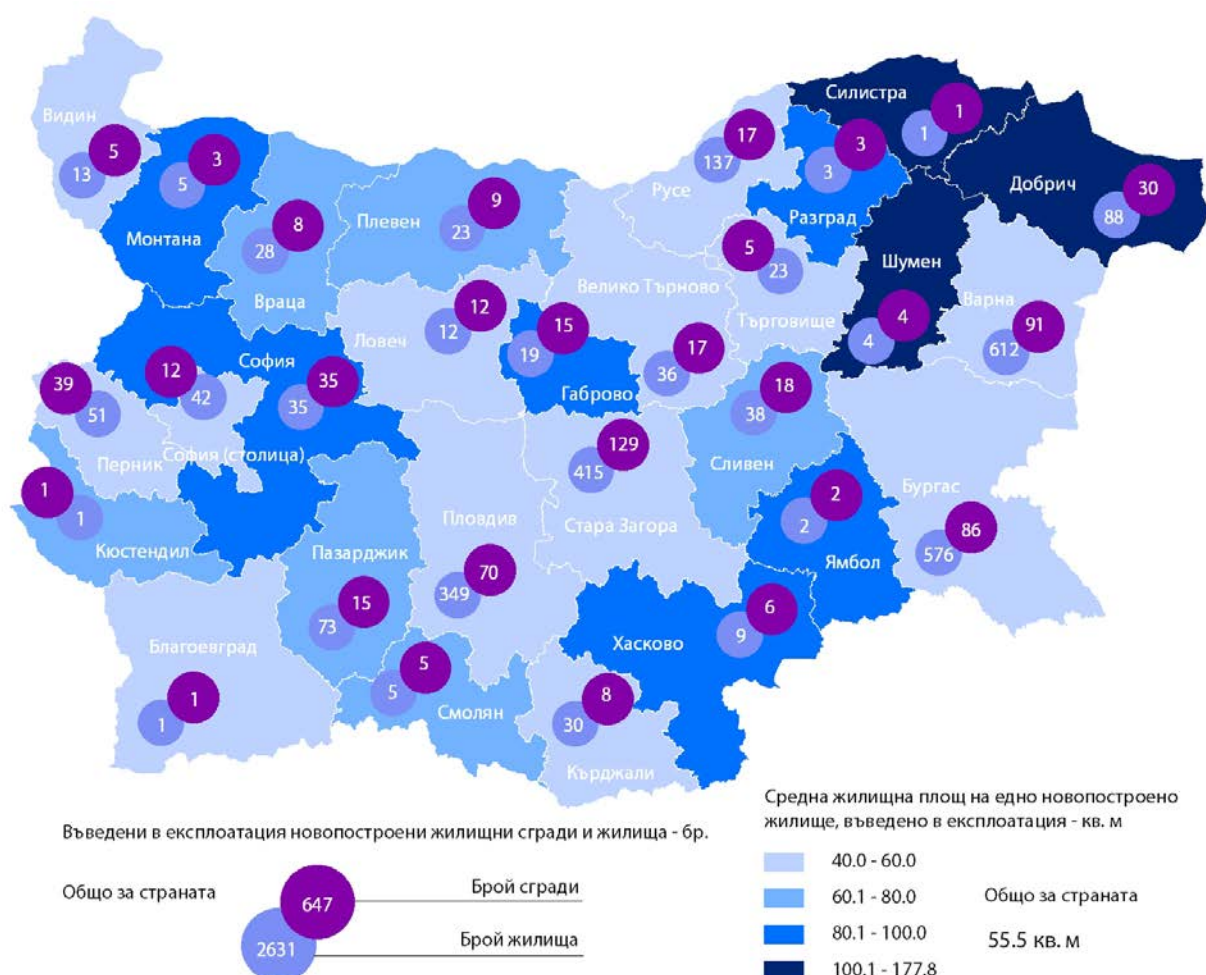 Силистра
1
1
Видин
5
13
3
5
17
137
3
3
Русе
Добрич
30
88
Монтана
8
28
Плевен
9
23
Разград
5
23
Шумен
Враца
Велико Търново
Варна
91
612
Търговище
4
4
Ловеч
12
12
15
19
17
36
Габрово
София
12
42
35
35
39
51
18
38
Сливен
129
415
Перник
София (столица)
1
1
2
2
Бургас
86
576
Кюстендил
Пазарджик
Пловдив
Стара Загора
Ямбол
15
73
70
349
6
9
Хасково
Благоевград
1
1
5
5
Смолян
8
30
Кърджали
Въведени в експлоатация новопостроени жилищни сгради и жилища - бр.
Общо за страната
647
Брой сгради
2631
Брой жилища
Средна жилищна площ на едно новопостроено
жилище, въведено в експлоатация - кв. м
40.0 - 60.0
60.1 - 80.0
80.1 - 100.0
100.1 - 177.8
Общо за страната
55.5 кв. м